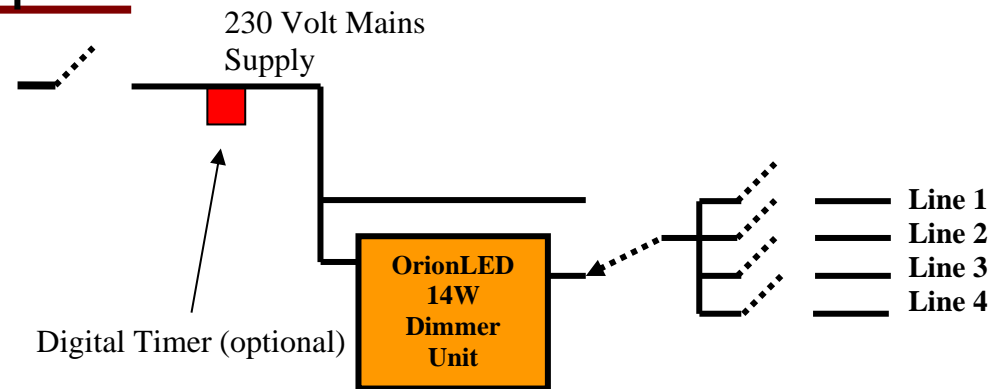 230 Volt Mains
Supply
Line 1
Line 2
Line 3
Line 4
OrionLED
14W
Dimmer
Unit
Digital Timer (optional)